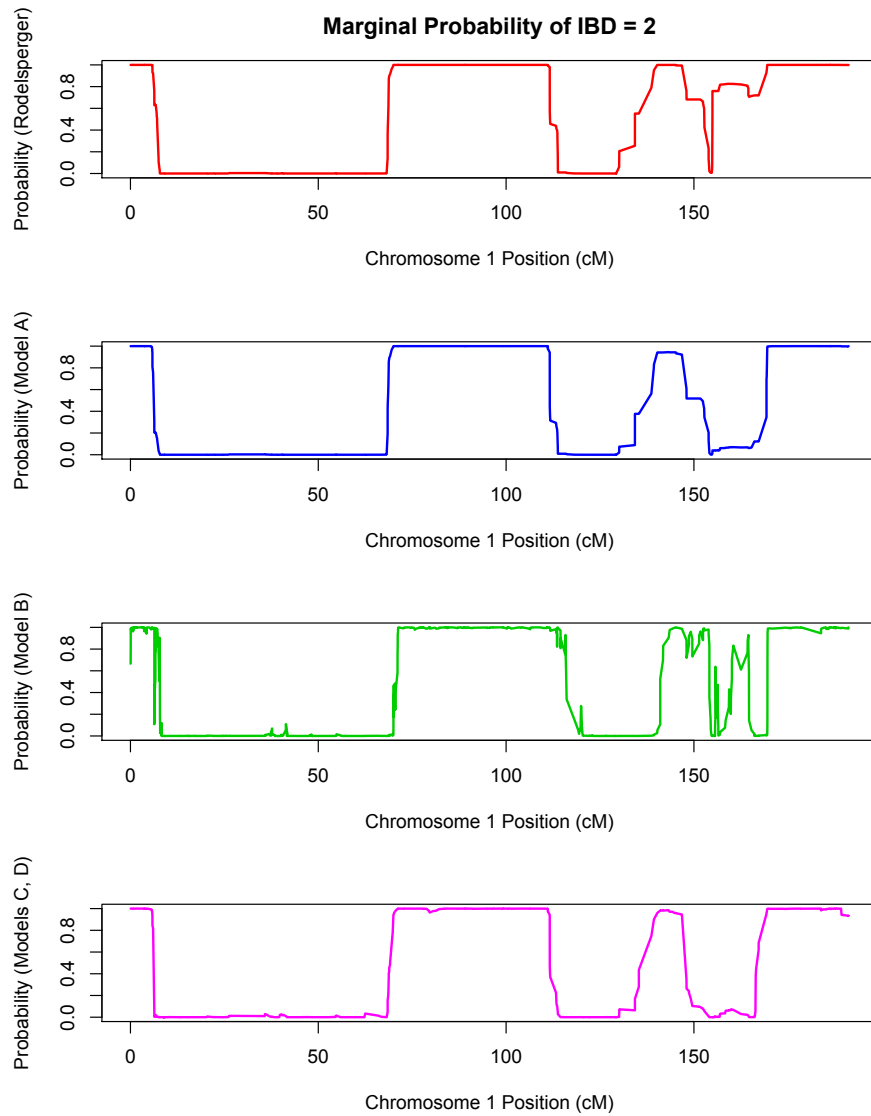 Marginal Probability of IBD = 2
Probability (Rodelsperger)
0.8
0.4
0.0
0 50 100 150
Chromosome 1 Position (cM)
Probability (Model A)
0.8
0.4
0.0
0 50 100 150
Chromosome 1 Position (cM)
Probability (Model B)
0.8
0.4
0.0
0 50 100 150
Chromosome 1 Position (cM)
Probability (Models C, D)
0.8
0.4
0.0
0 50 100 150
Chromosome 1 Position (cM)